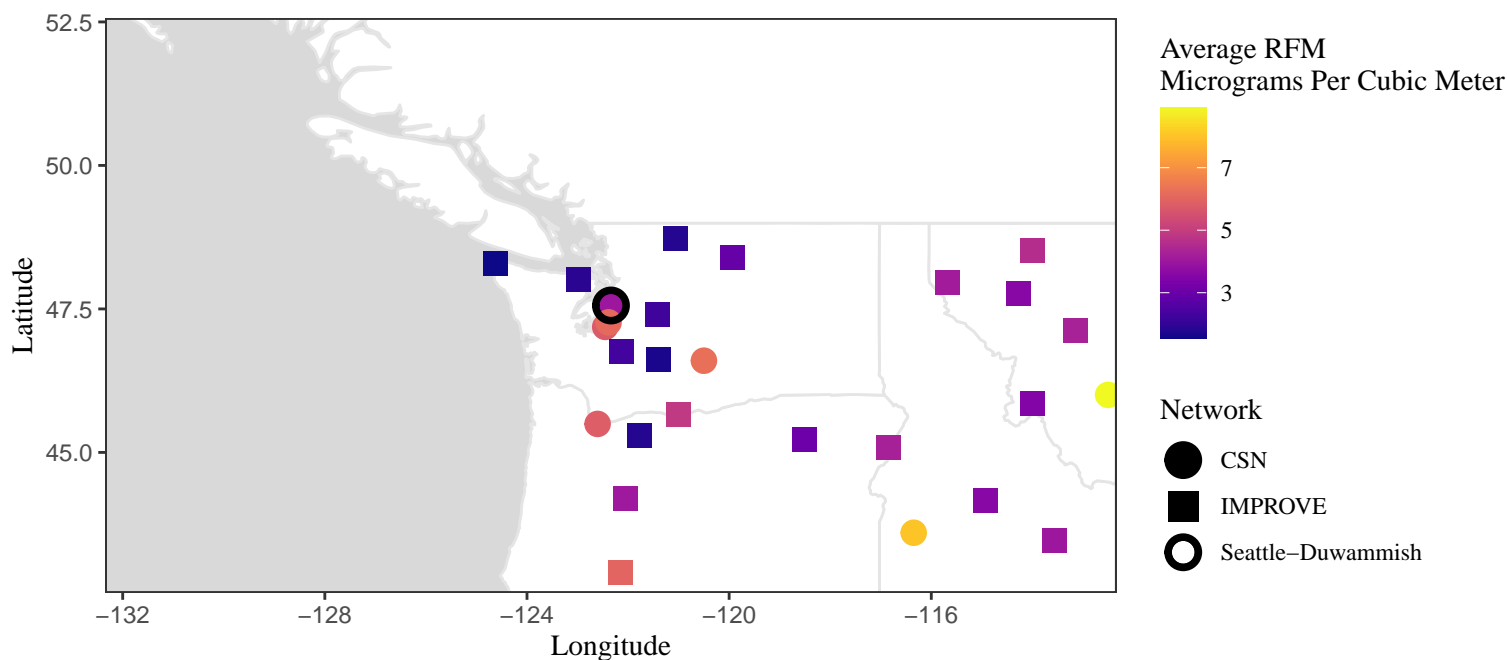 52.5
50.0
47.5
45.0
Latitude
−132
−128
−124
−120
−116
Longitude
Average RFM
Micrograms Per Cubic Meter
7
5
3
Network
CSN
IMPROVE
Seattle−Duwammish